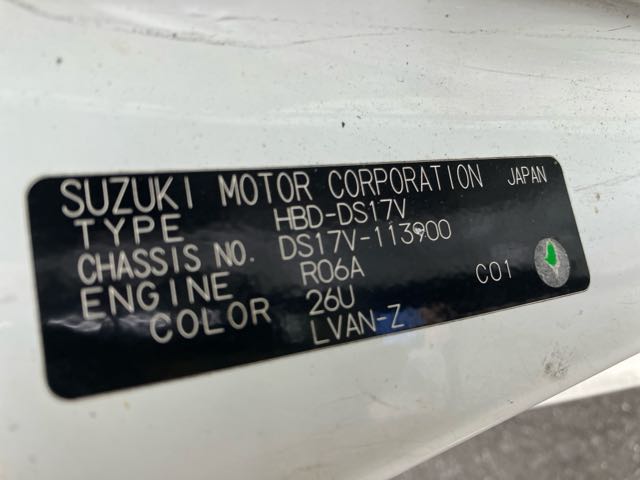 SUZUKI MOTOR CORPORATION JAPAN
TYPE HBD-DS17V
CHASSIS NO. DS17V-113900
ENGINE R06A
COLOR 26U C01
LVAN-Z